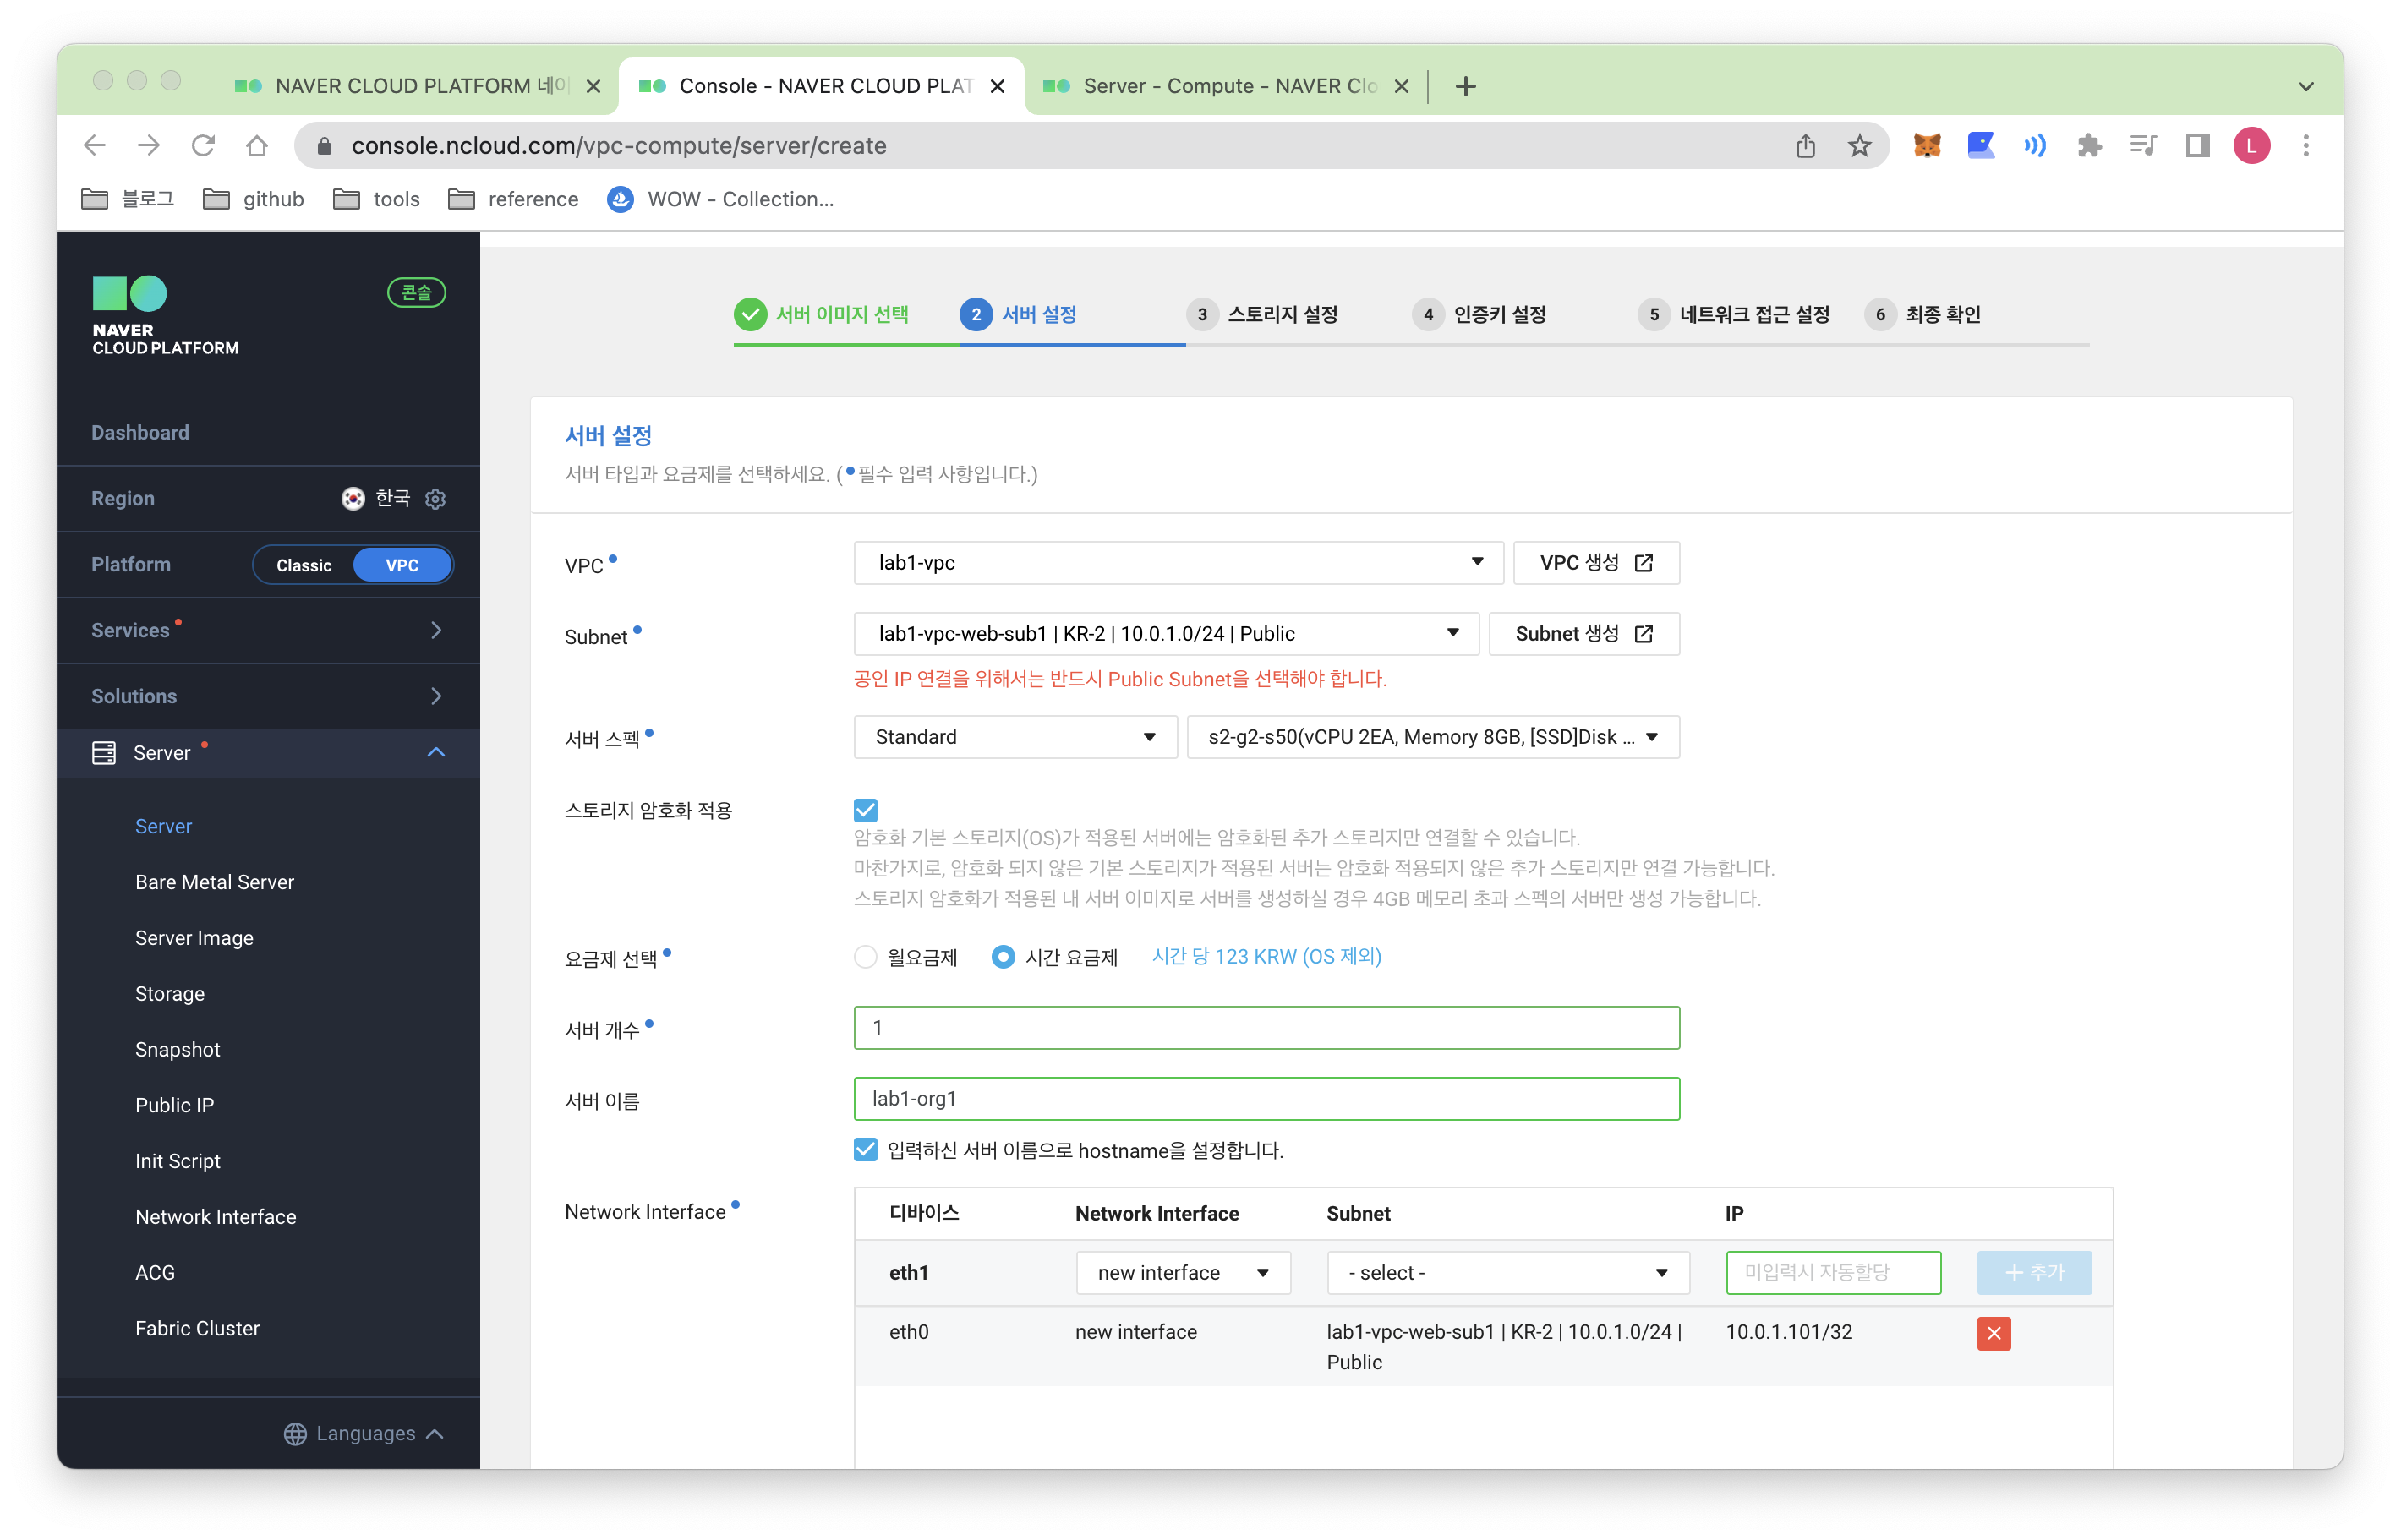 NAVER CLOUD PLATFORM 네이
Console - NAVER CLOUD PLAT
Server - Compute - NAVER Clo
console.ncloud.com/vpc-compute/server/create
L
블로그
github
tools
reference
WOW - Collection...
NAVER
CLOUD PLATFORM
콘솔
Dashboard
Region
한국
Platform
Classic
VPC
Services
Solutions
Server
Server
Bare Metal Server
Server Image
Storage
Snapshot
Public IP
Init Script
Network Interface
ACG
Fabric Cluster
Languages
서버 이미지 선택
2 서버 설정
3 스토리지 설정
4 인증키 설정
5 네트워크 접근 설정
6 최종 확인
서버 설정
서버 타입과 요금제를 선택하세요. (•필수 입력 사항입니다.)
VPC
lab1-vpc
VPC 생성
Subnet
lab1-vpc-web-sub1 | KR-2 | 10.0.1.0/24 | Public
Subnet 생성
공인 IP 연결을 위해서는 반드시 Public Subnet을 선택해야 합니다.
서버 스펙
Standard
s2-g2-s50(vCPU 2EA, Memory 8GB, [SSD]Disk ...
스토리지 암호화 적용
암호화 기본 스토리지(OS)가 적용된 서버에는 암호화된 추가 스토리지만 연결할 수 있습니다.
마찬가지로, 암호화 되지 않은 기본 스토리지가 적용된 서버는 암호화 적용되지 않은 추가 스토리지만 연결 가능합니다.
스토리지 암호화가 적용된 내 서버 이미지로 서버를 생성하실 경우 4GB 메모리 초과 스펙의 서버만 생성 가능합니다.
요금제 선택
월요금제
시간 요금제
시간 당 123 KRW (OS 제외)
서버 개수
1
서버 이름
lab1-org1
입력하신 서버 이름으로 hostname을 설정합니다.
Network Interface
디바이스
Network Interface
Subnet
IP
eth1
new interface
- select -
미입력시 자동할당
+ 추가
eth0
new interface
lab1-vpc-web-sub1 | KR-2 | 10.0.1.0/24 |
Public
10.0.1.101/32